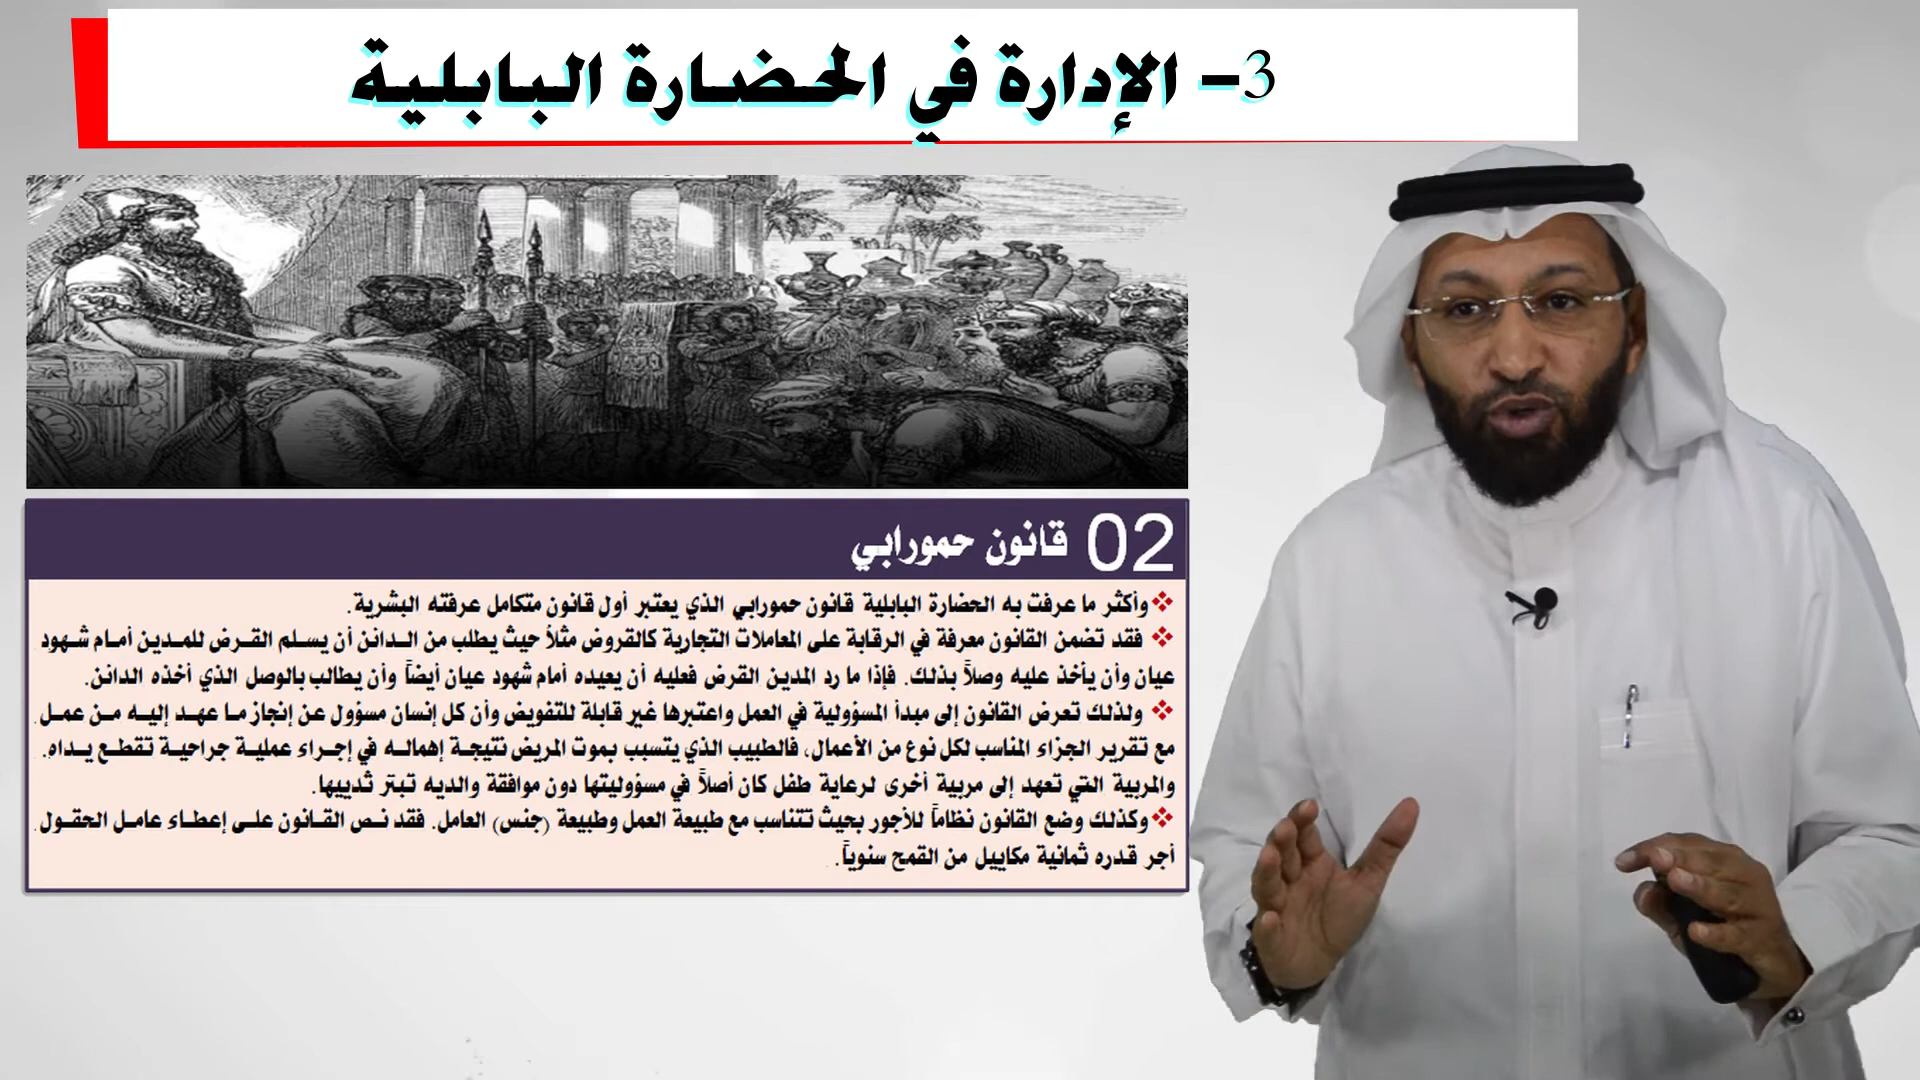 3- الإدارة في الحضارة البابلية
02 قانون حمورابي
❖وأكثر ما عرفت به الحضارة البابلية قانون حمورابي الذي يعتبر أول قانون متكامل عرفته البشرية.
❖ فقد تضمن القانون معرفة في الرقابة على المعاملات التجارية كالقروض مثلاً حيث يطلب من الدائن أن يسلم القرض للمدين أمام شهود
عيان وأن يأخذ عليه وصلاً بذلك. فإذا ما رد المدين القرض فعليه أن يعيده أمام شهود عيان أيضاً وأن يطالب بالوصل الذي أخذه الدائن.
❖ ولذلك تعرض القانون إلى مبدأ المسؤولية في العمل واعتبرها غير قابلة للتفويض وأن كل إنسان مسؤول عن إنجاز ما عهد إليه من عمل
مع تقرير الجزاء المناسب لكل نوع من الأعمال، فالطبيب الذي يتسبب بموت المريض نتيجة إهماله في إجراء عملية جراحية تقطع يداه.
والمربية التي تعهد إلى مربية أخرى لرعاية طفل كان أصلاً في مسؤوليتها دون موافقة والديه تبتر ثدييها.
❖وكذلك وضع القانون نظاماً للأجور بحيث تتناسب مع طبيعة العمل وطبيعة (جنس) العامل. فقد نص القانون على إعطاء عامل الحقول
أجر قدره ثمانية مكاييل من القمح سنوياً.